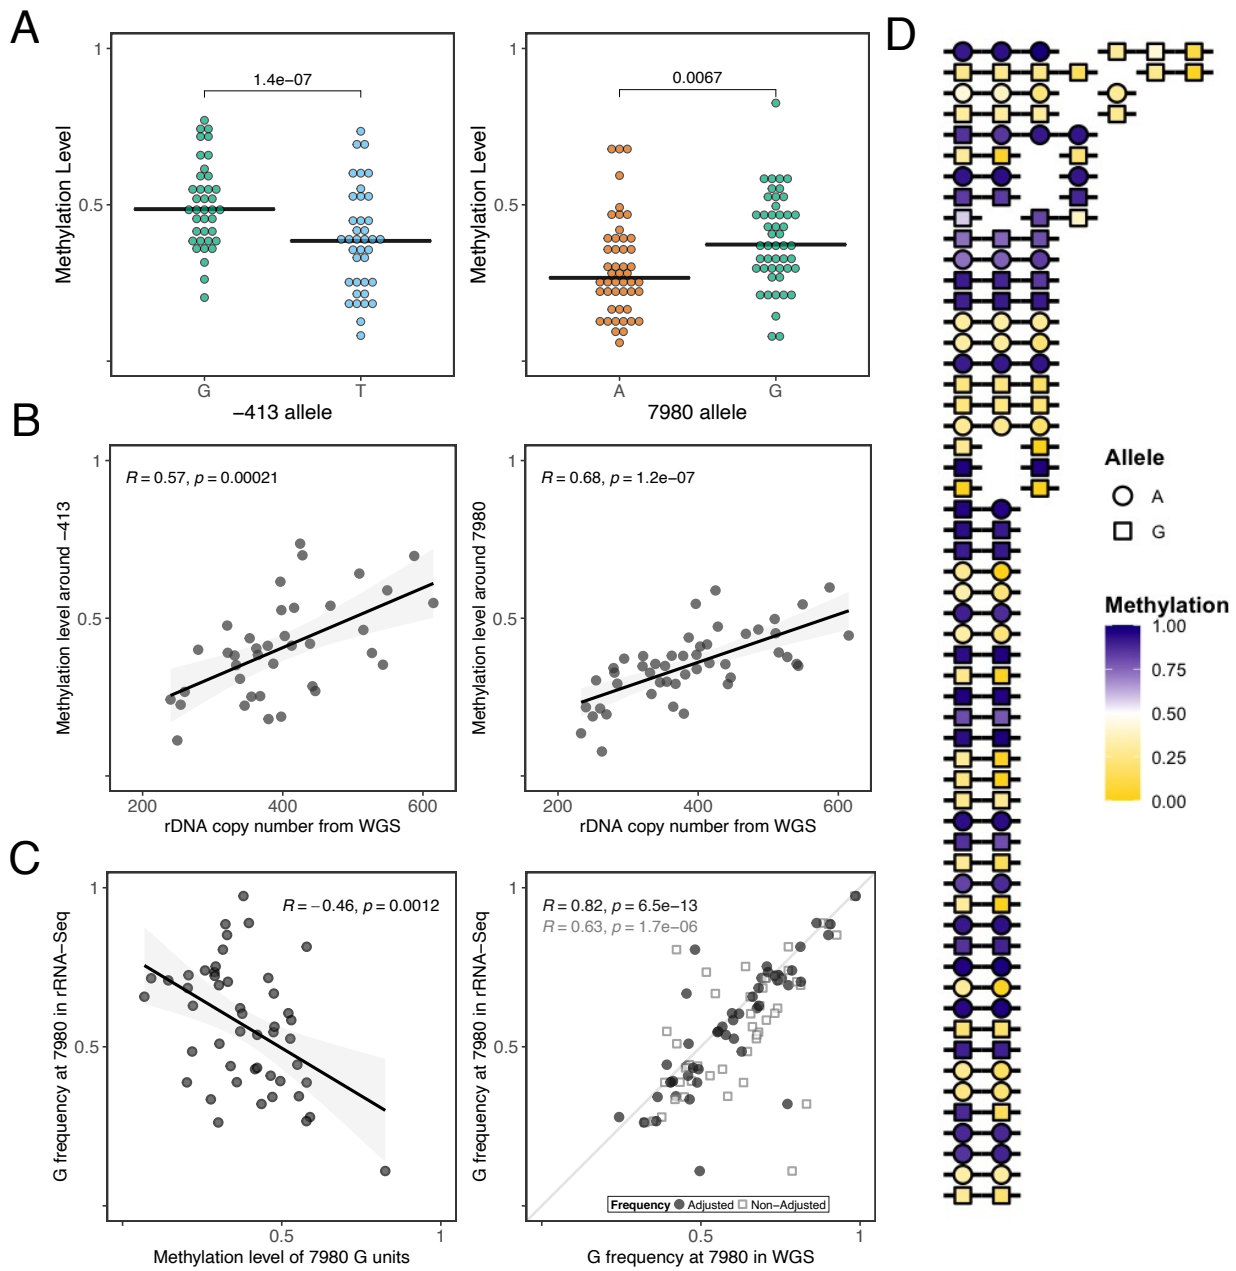 A
1
0.5
Methylation Level
1.4e−07
G
T
−413 allele
1
0.5
Methylation Level
0.0067
A
G
7980 allele
B
1
0.5
Methylation level around −413
R = 0.57, p = 0.00021
200
400
600
rDNA copy number from WGS
1
0.5
Methylation level around 7980
R = 0.68, p = 1.2e−07
200
400
600
rDNA copy number from WGS
C
1
0.5
G frequency at 7980 in rRNA−Seq
R = −0.46, p = 0.0012
0.5
1
Methylation level of 7980 G units
1
0.5
G frequency at 7980 in rRNA−Seq
R = 0.82, p = 6.5e−13
R = 0.63, p = 1.7e−06
Frequency Adjusted Non−Adjusted
0.5
1
G frequency at 7980 in WGS
D
Allele
A
G
Methylation
1.00
0.75
0.50
0.25
0.00